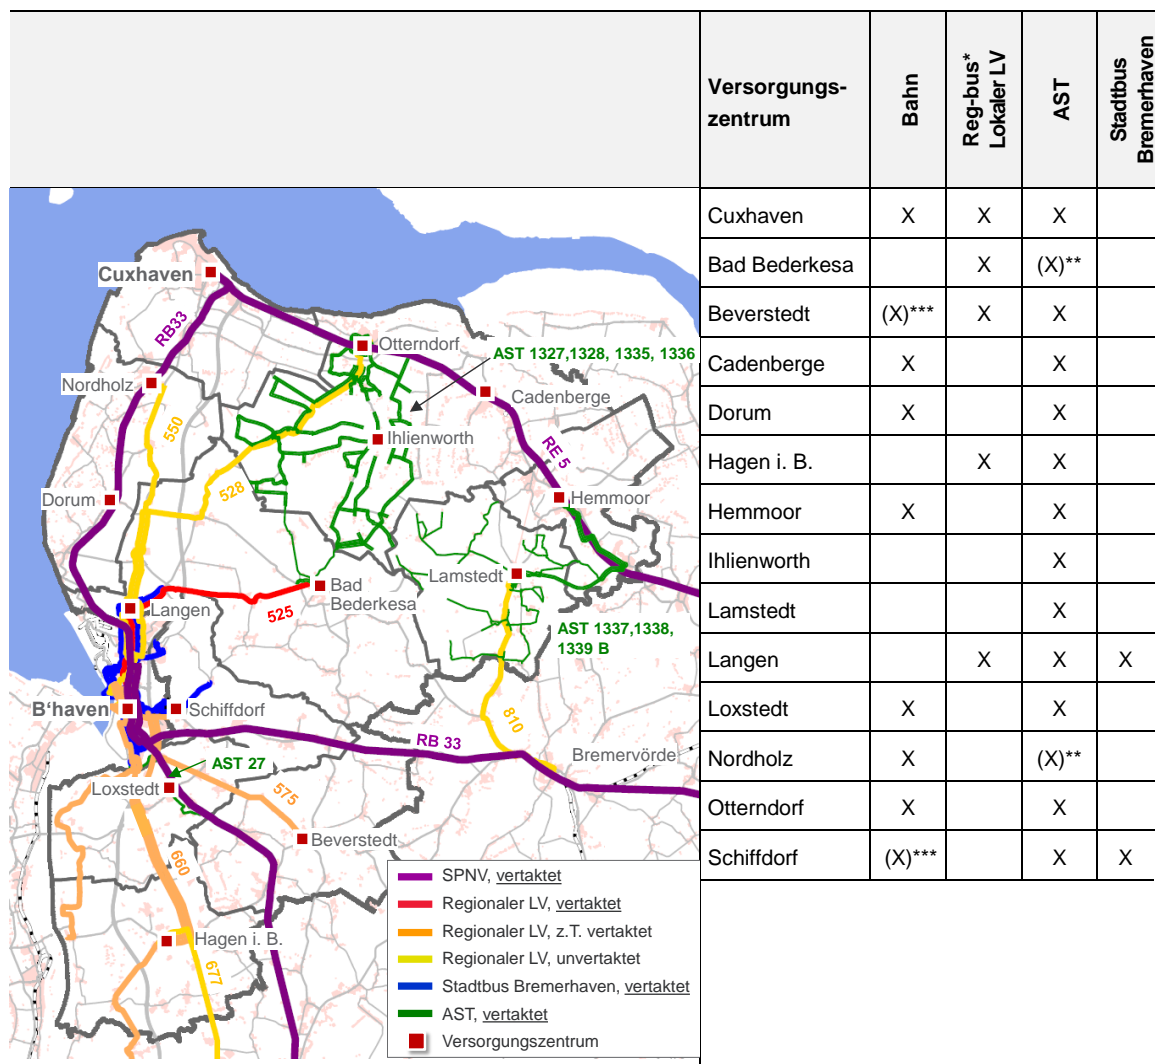 Versorgungs-
zentrum
Bahn
Reg-bus*
Lokaler LV
AST
Stadtbus
Bremerhaven
Cuxhaven X X X
Bad Bederkesa X (X)**
Beverstedt (X)*** X X
Cadenberge X X
Dorum X X
Hagen i. B. X X
Hemmoor X X
Ihlienworth X
Lamstedt X
Langen X X X
Loxstedt X X
Nordholz X (X)**
Otterndorf X X
Schiffdorf (X)*** X X
Cuxhaven
RB33
Otterndorf
AST 1327,1328, 1335, 1336
Nordholz
Cadenberge
550
Ihlienworth
RE 5
528
Dorum
Hemmoor
Lamstedt
Bad
Bederkesa
Langen
525
AST 1337,1338,
1339 B
B‘haven
Schiffdorf
810
RB 33
Bremervörde
AST 27
Loxstedt
575
Beverstedt
660
Hagen i. B.
677
SPNV, vertaktet
Regionaler LV, vertaktet
Regionaler LV, z.T. vertaktet
Regionaler LV, unvertaktet
Stadtbus Bremerhaven, vertaktet
AST, vertaktet
Versorgungszentrum